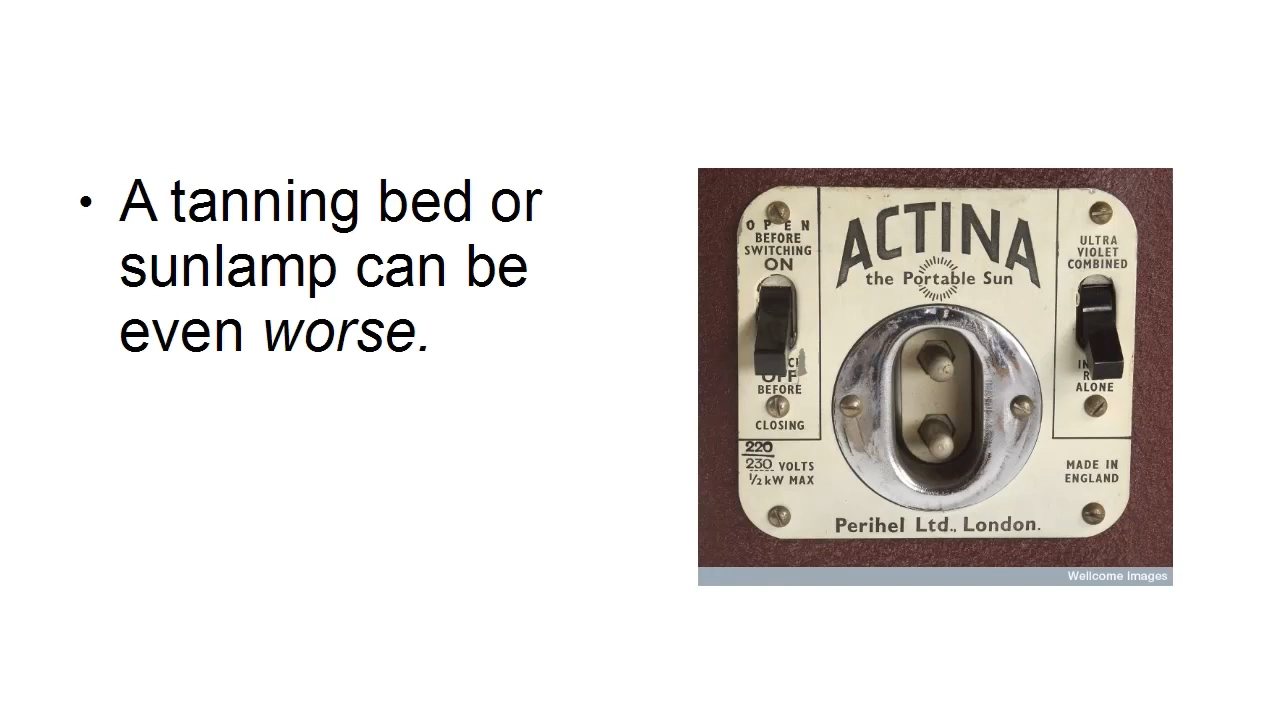 • A tanning bed or
sunlamp can be
even worse.
ACTINA
the Portable Sun
OPEN
BEFORE
SWITCHING
ON
OFF
BEFORE
CLOSING
220
230 VOLTS
1/2 kW MAX
ULTRA
VIOLET
COMBINED
ALONE
MADE IN
ENGLAND
Perihel Ltd., London.
Wellcome Images